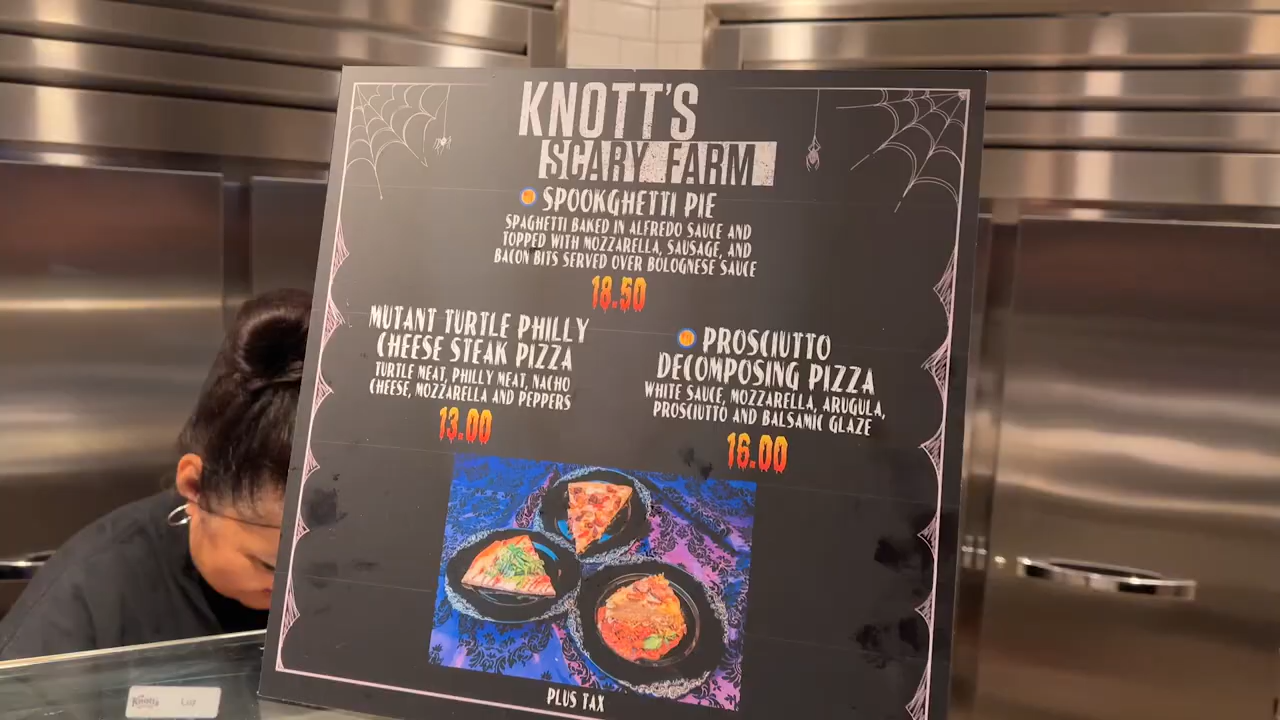 KNOTT'S
SCARY FARM
SPOOKGHETTI PIE
SPAGHETTI BAKED IN ALFREDO SAUCE AND
TOPPED WITH MOZZARELLA, SAUSAGE, AND
BACON BITS SERVED OVER BOLOGNESE SAUCE
18.50
MUTANT TURTLE PHILLY
CHEESE STEAK PIZZA
TURTLE MEAT, PHILLY MEAT, NACHO
CHEESE, MOZZARELLA AND PEPPERS
13.00
PROSCIUTTO
DECOMPOSING PIZZA
WHITE SAUCE, MOZZARELLA, ARUGULA,
PROSCIUTTO AND BALSAMIC GLAZE
16.00
PLUS TAX
Knott's